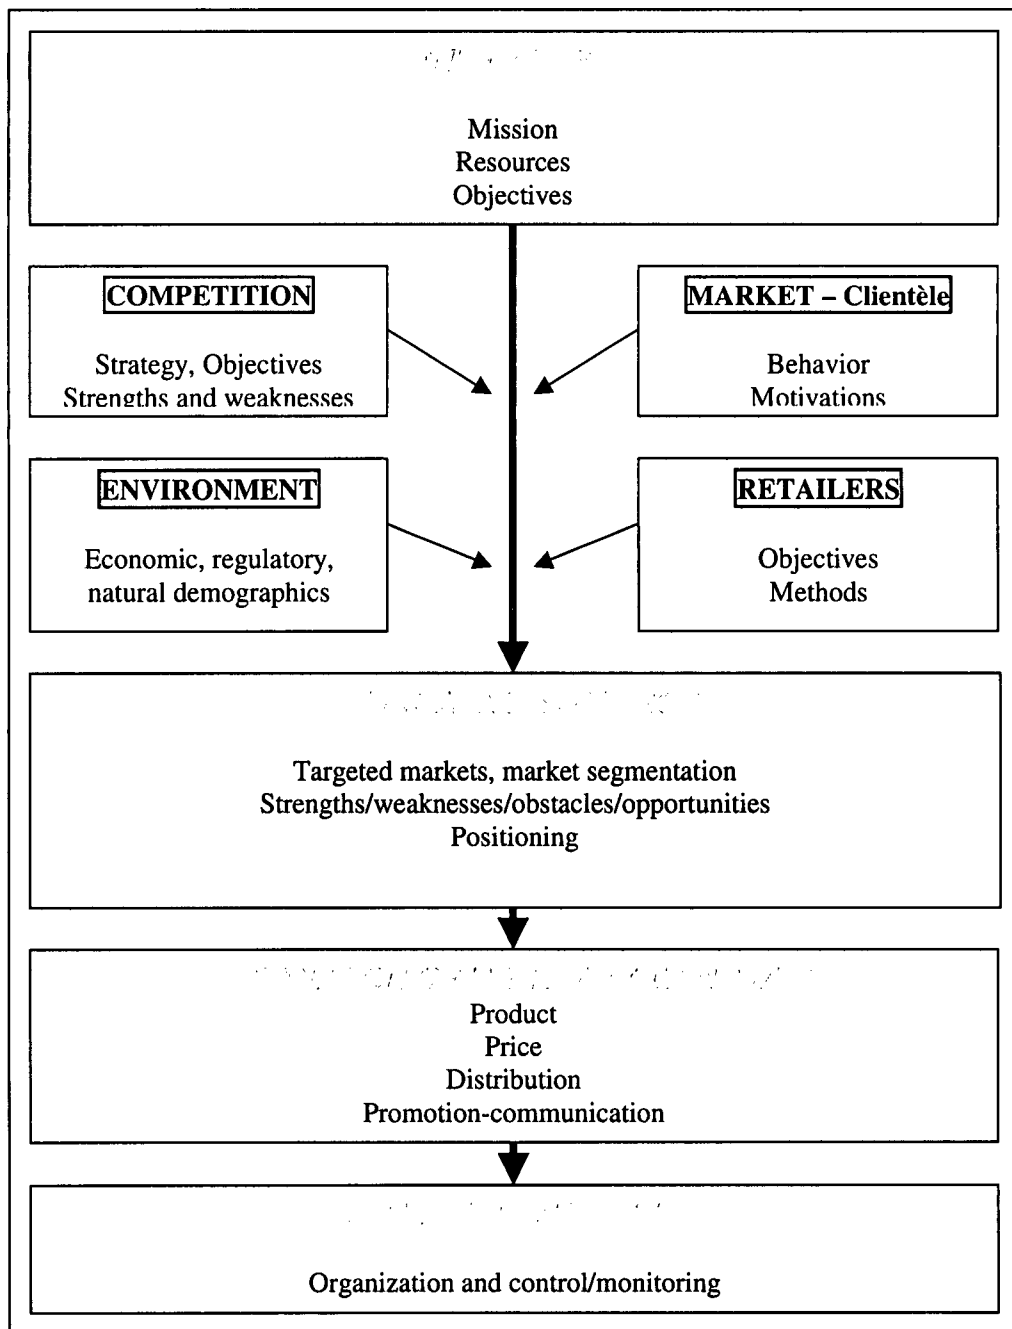 Mission
Resources
Objectives
COMPETITION
Strategy, Objectives
Strengths and weaknesses
MARKET – Clientèle
Behavior
Motivations
ENVIRONMENT
Economic, regulatory,
natural demographics
RETAILERS
Objectives
Methods
Targeted markets, market segmentation
Strengths/weaknesses/obstacles/opportunities
Positioning
Product
Price
Distribution
Promotion-communication
Organization and control/monitoring